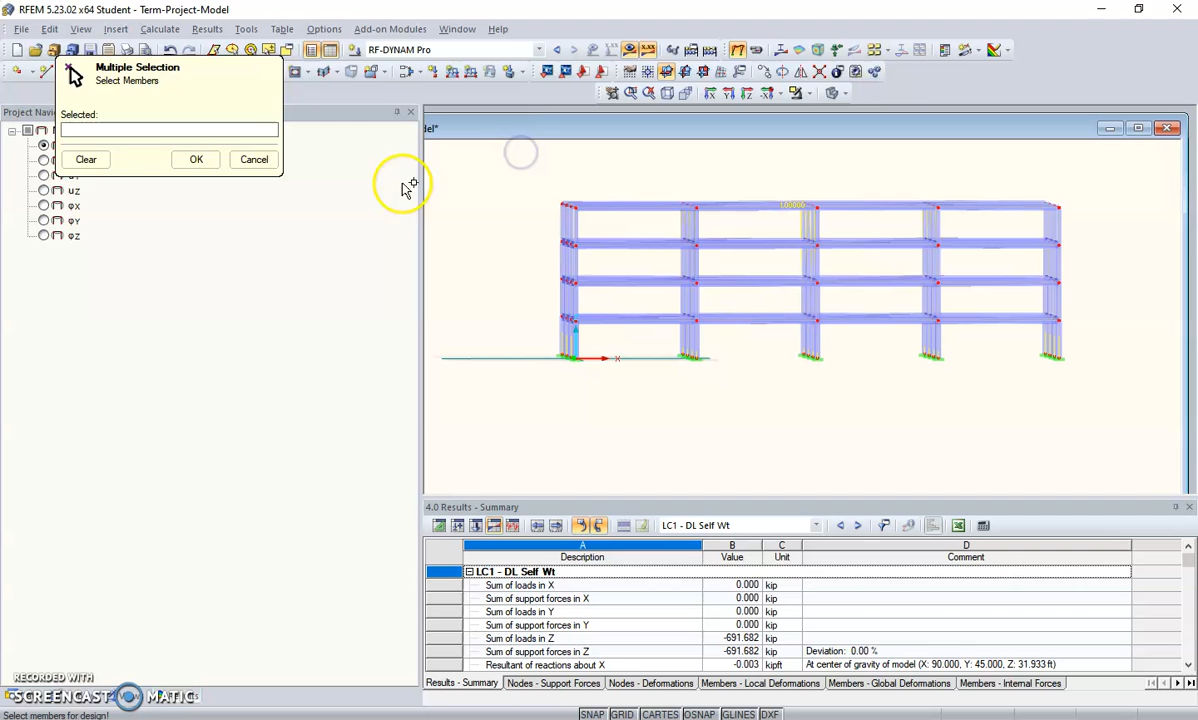 RFEM 5.23.02 x64 Student - Term-Project-Model
File Edit View Insert Calculate Results Tools Table Options Add-on Modules Window Help
RF-DYNAM Pro
Multiple Selection
Select Members
Selected:
Clear OK Cancel
Project Nav
del*
uZ
φX
φY
φZ
100000
X
4.0 Results - Summary
LC1 - DL Self Wt
A B C D
Description Value Unit Comment
LC1 - DL Self Wt
Sum of loads in X 0.000 kip
Sum of support forces in X 0.000 kip
Sum of loads in Y 0.000 kip
Sum of support forces in Y 0.000 kip
Sum of loads in Z -691.682 kip
Sum of support forces in Z -691.682 kip Deviation: 0.00 %
Resultant of reactions about X -0.003 kipft At center of gravity of model (X: 90.000, Y: 45.000, Z: 31.933 ft)
Results - Summary Nodes - Support Forces Nodes - Deformations Members - Local Deformations Members - Global Deformations Members - Internal Forces
RECORDED WITH
SCREENCAST MATIC
Select members for design!
SNAP GRID CARTES OSNAP GLINES DXF